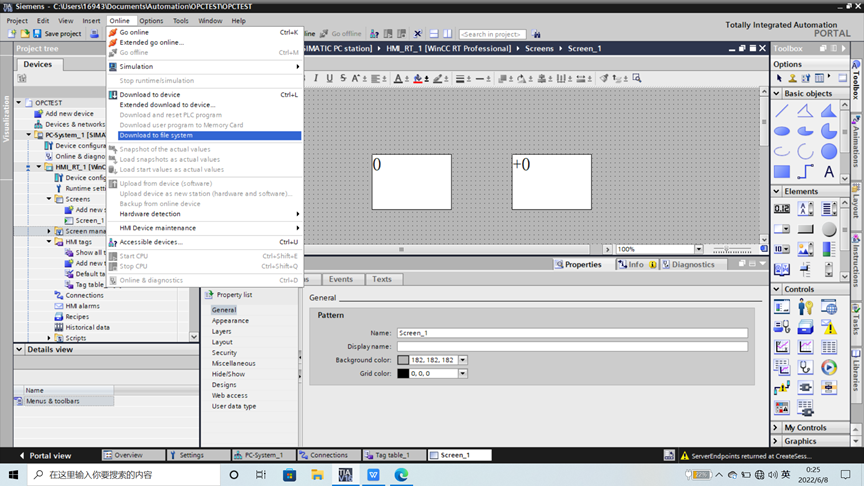 Siemens - C:\Users\16943\Documents\Automation\OPCTEST\OPCTEST
Project Edit View Insert Online Options Tools Window Help
Totally Integrated Automation
PORTAL
Save project
Go offline
<Search in project>
Project tree
[SIMATIC PC station] HMI_RT_1 [WinCC RT Professional] Screens Screen_1
Toolbox
Devices
Options
OPCTEST
Add new device
Devices & networks
PC-System_1 [SIMA
Device configura
Online & diagno
HMI_RT_1 [WinC
Device config
Runtime setti
Screens
Add new s
Screen_1
Screen mana
HMI tags
Show all t
Add new t
Default ta
Tag table_
Connections
HMI alarms
Recipes
Historical data
Scripts
Go online Ctrl+K
Extended go online...
Go offline Ctrl+M
Simulation
Stop runtime/simulation
Download to device Ctrl+L
Extended download to device...
Download and reset PLC program
Download user program to Memory Card
Download to file system
Snapshot of the actual values
Load snapshots as actual values
Load start values as actual values
Upload from device (software)
Upload device as new station (hardware and software)...
Backup from online device
Hardware detection
HMI Device maintenance
Accessible devices... Ctrl+U
Start CPU Ctrl+Shift+E
Stop CPU Ctrl+Shift+Q
Online & diagnostics Ctrl+D
0
+0
100%
Properties Info Diagnostics
Events Texts
Property list
General
Appearance
Layers
Layout
Security
Miscellaneous
Hide/Show
Designs
Web access
User data type
General
Pattern
Name: Screen_1
Display name:
Background color: 182, 182, 182
Grid color: 0, 0, 0
Basic objects
Elements
Controls
My Controls
Graphics
Toolbox
Animations
Layout
Instructions
Tasks
Libraries
Visualization
Details view
Name
Menus & toolbars
Portal view
Overview
Settings
PC-System_1
Connections
Tag table_1
Screen_1
ServerEndpoints returned at CreateSess...
在这里输入你要搜索的内容
英
0:25
2022/6/8